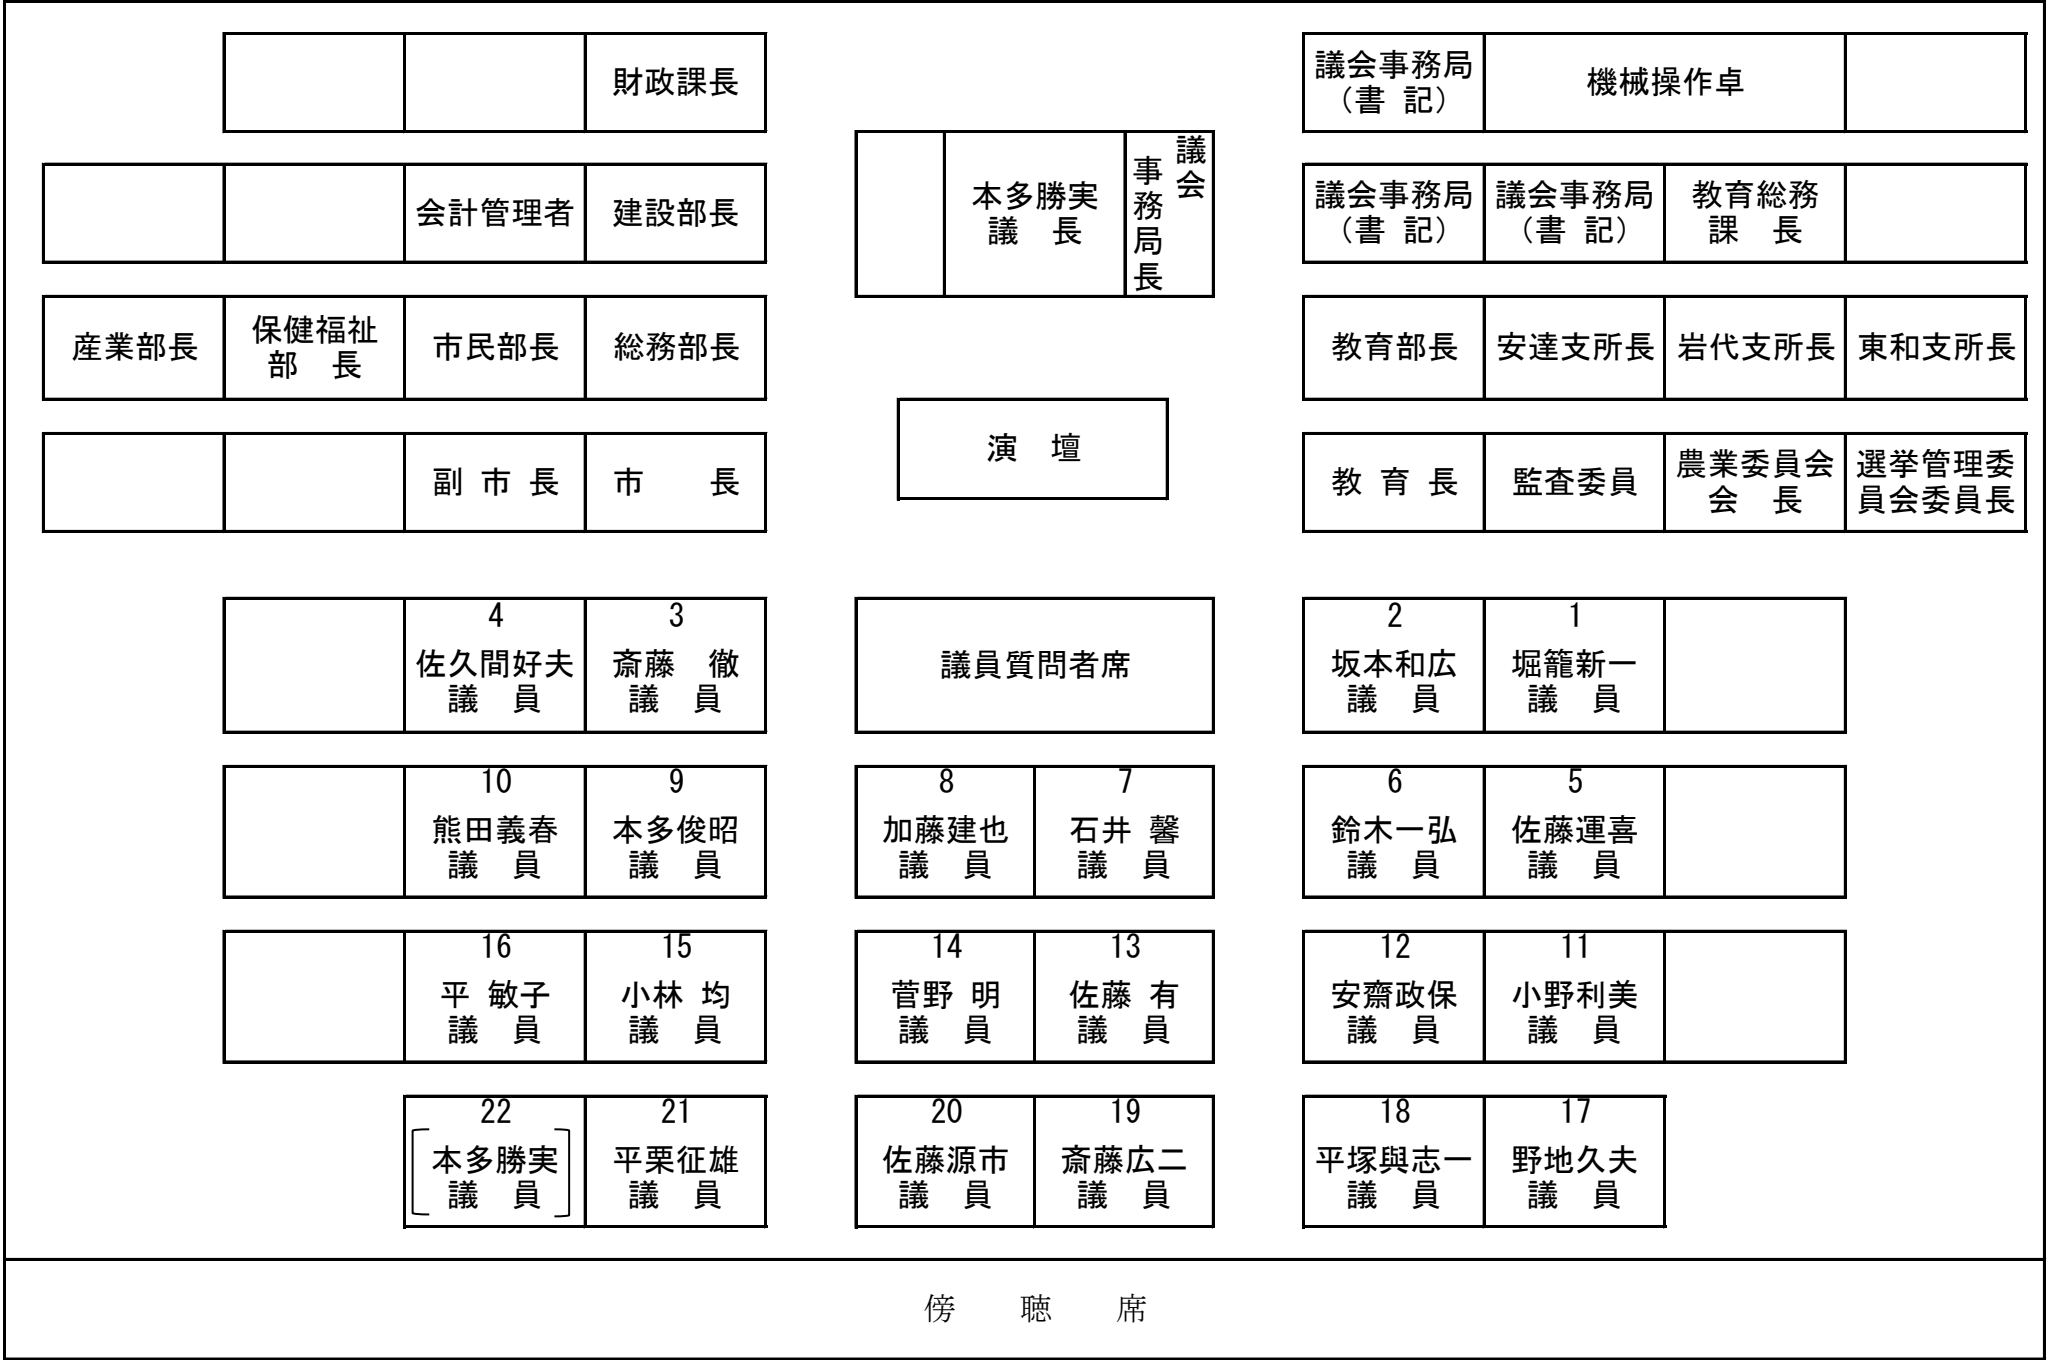 財政課長
議会事務局
（書 記）
機械操作卓
会計管理者
建設部長
本多勝実
議　長
議会
事務局長
議会事務局
（書 記）
議会事務局
（書 記）
教育総務
課　長
産業部長
保健福祉
部　長
市民部長
総務部長
教育部長
安達支所長
岩代支所長
東和支所長
演　壇
副 市 長
市　　長
教 育 長
監査委員
農業委員会
会　長
選挙管理委
員会委員長
4
佐久間好夫
議　員
3
斎藤　徹
議　員
議員質問者席
2
坂本和広
議　員
1
堀籠新一
議　員
10
熊田義春
議　員
9
本多俊昭
議　員
8
加藤建也
議　員
7
石井 馨
議　員
6
鈴木一弘
議　員
5
佐藤運喜
議　員
16
平 敏子
議　員
15
小林 均
議　員
14
菅野 明
議　員
13
佐藤 有
議　員
12
安齋政保
議　員
11
小野利美
議　員
22
本多勝実
議　員
21
平栗征雄
議　員
20
佐藤源市
議　員
19
斎藤広二
議　員
18
平塚與志一
議　員
17
野地久夫
議　員
傍　聴　席